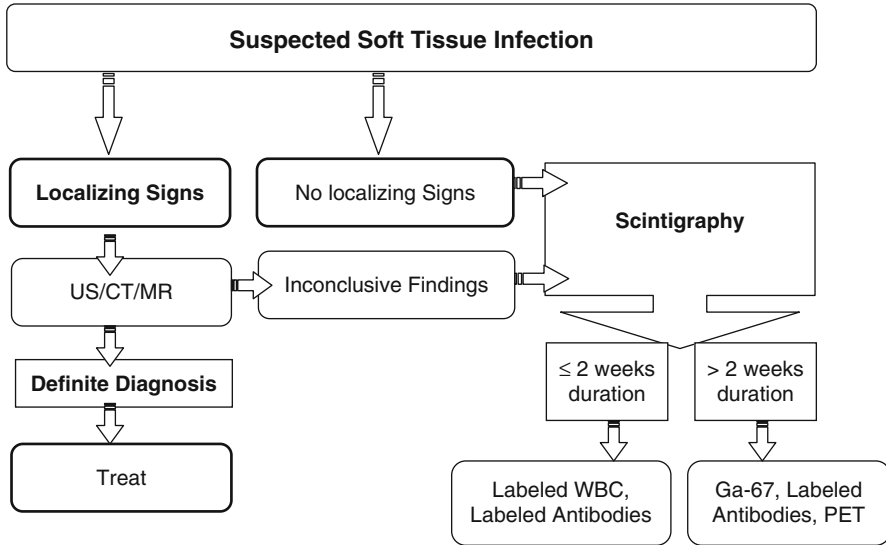 Suspected Soft Tissue Infection
Localizing Signs
No localizing Signs
Scintigraphy
US/CT/MR
Inconclusive Findings
Definite Diagnosis
≤ 2 weeks
duration
> 2 weeks
duration
Treat
Labeled WBC,
Labeled Antibodies
Ga-67, Labeled
Antibodies, PET